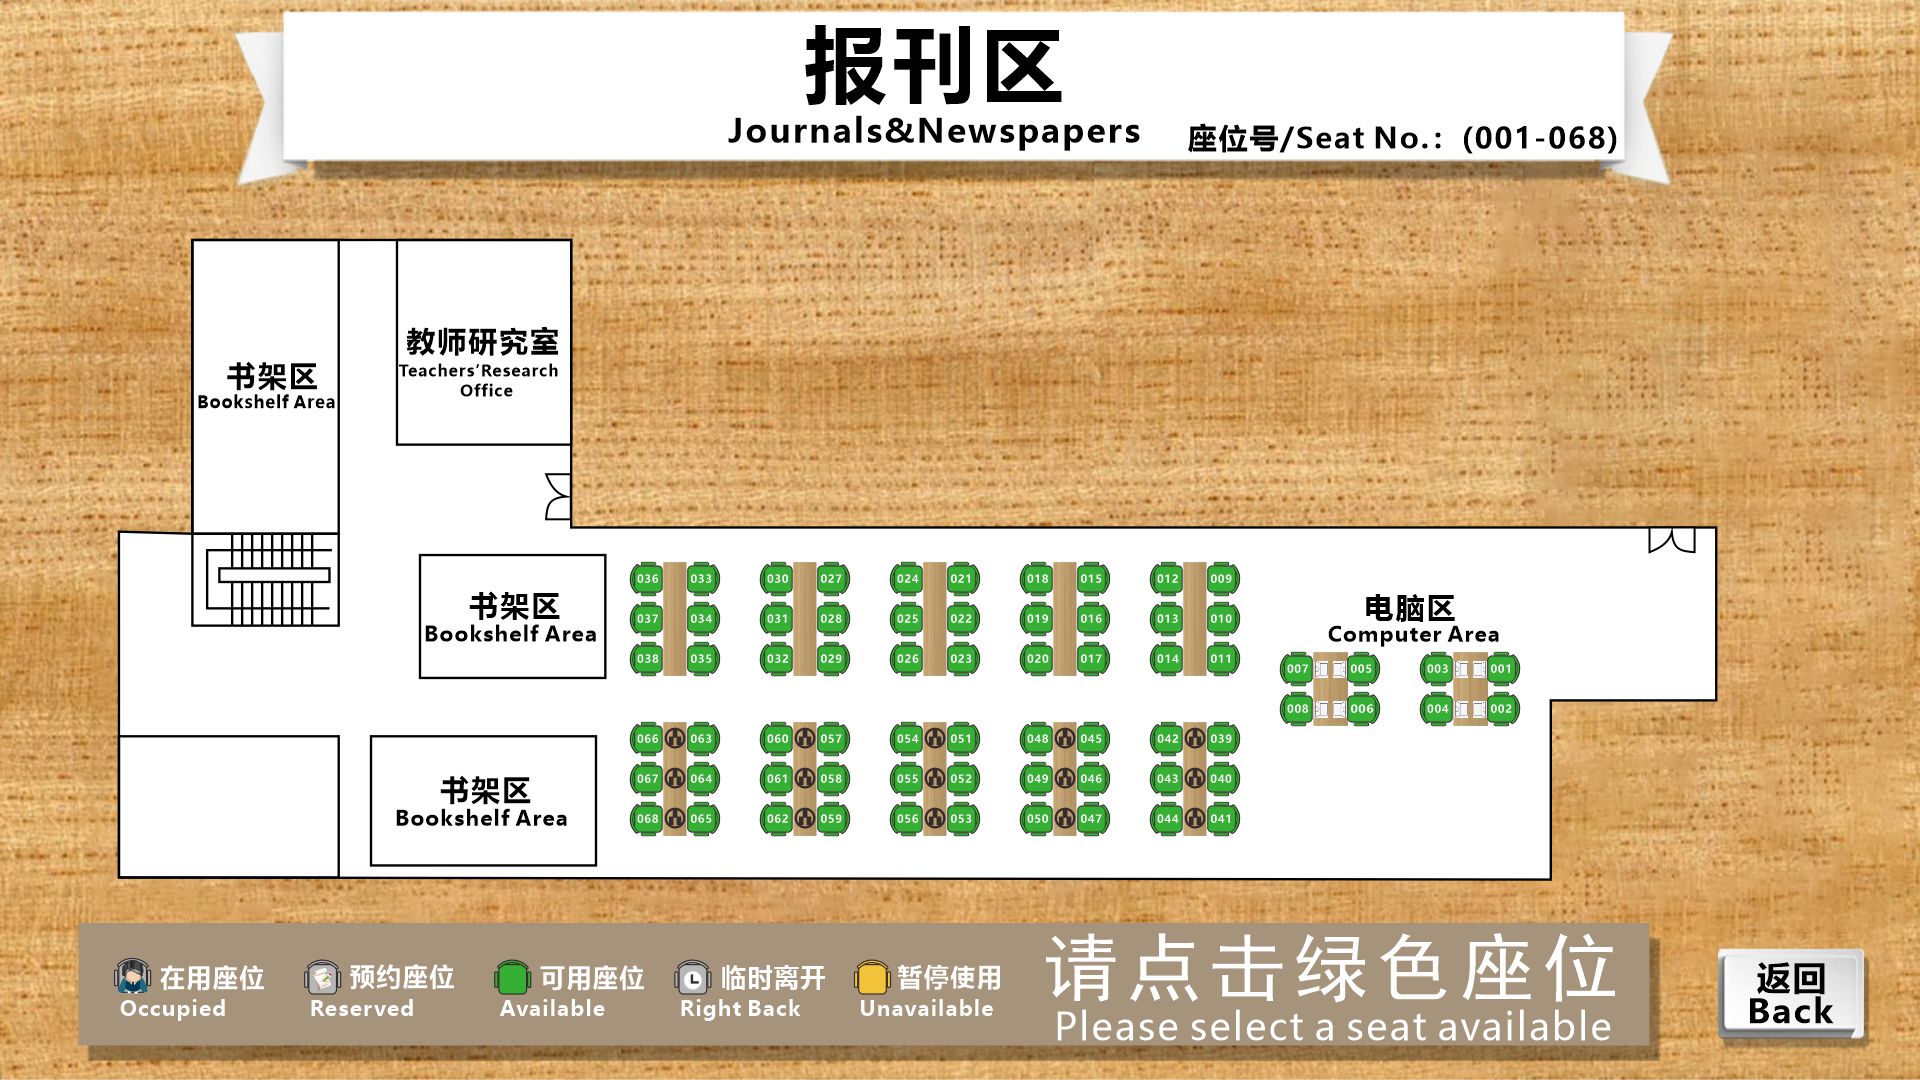 报刊区
Journals&Newspapers
座位号/Seat No.: (001-068)
教师研究室
Teachers'Research
Office
书架区
Bookshelf Area
书架区
Bookshelf Area
036 033 030 027 024 021 018 015 012 009
037 034 031 028 025 022 019 016 013 010
038 035 032 029 026 023 020 017 014 011
电脑区
Computer Area
007 005 003 001
008 006 004 002
书架区
Bookshelf Area
066 063 060 057 054 051 048 045 042 039
067 064 061 058 055 052 049 046 043 040
068 065 062 059 056 053 050 047 044 041
在用座位
Occupied
预约座位
Reserved
可用座位
Available
临时离开
Right Back
暂停使用
Unavailable
请点击绿色座位
Please select a seat available
返回
Back